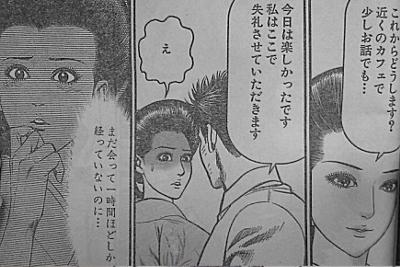 これからどうします?
近くのカフェで
少しお話でも…
今日は楽しかったです
私はここで
失礼させていただきます
え
まだ会って一時間ほどしか
経っていないのに…